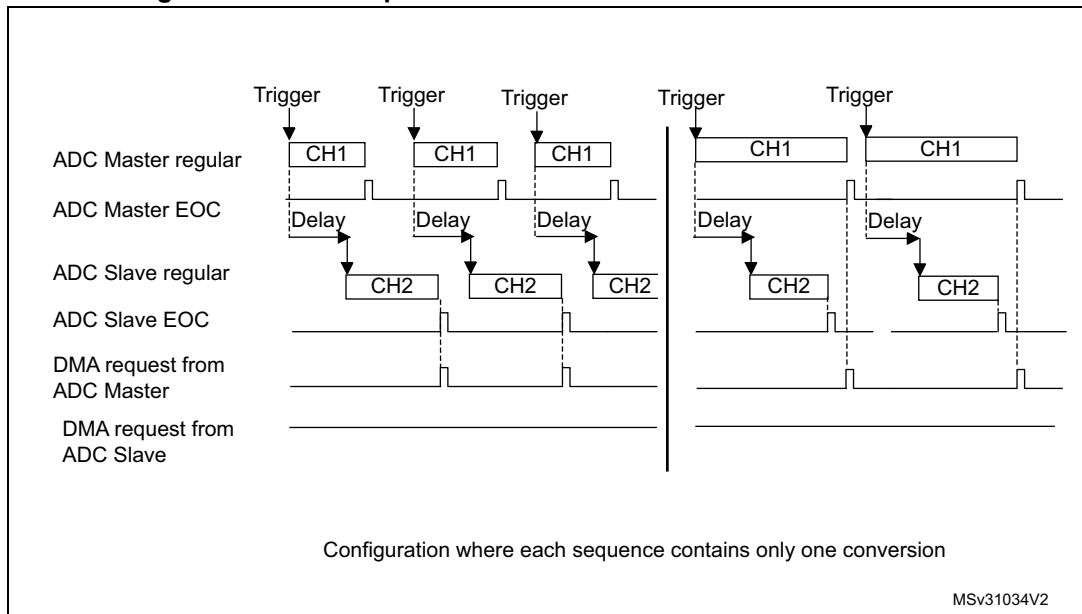 Trigger Trigger Trigger Trigger Trigger
ADC Master regular CH1 CH1 CH1 CH1 CH1
ADC Master EOC
Delay Delay Delay Delay Delay
ADC Slave regular CH2 CH2 CH2 CH2 CH2
ADC Slave EOC
DMA request from
ADC Master
DMA request from
ADC Slave
Configuration where each sequence contains only one conversion
MSv31034V2